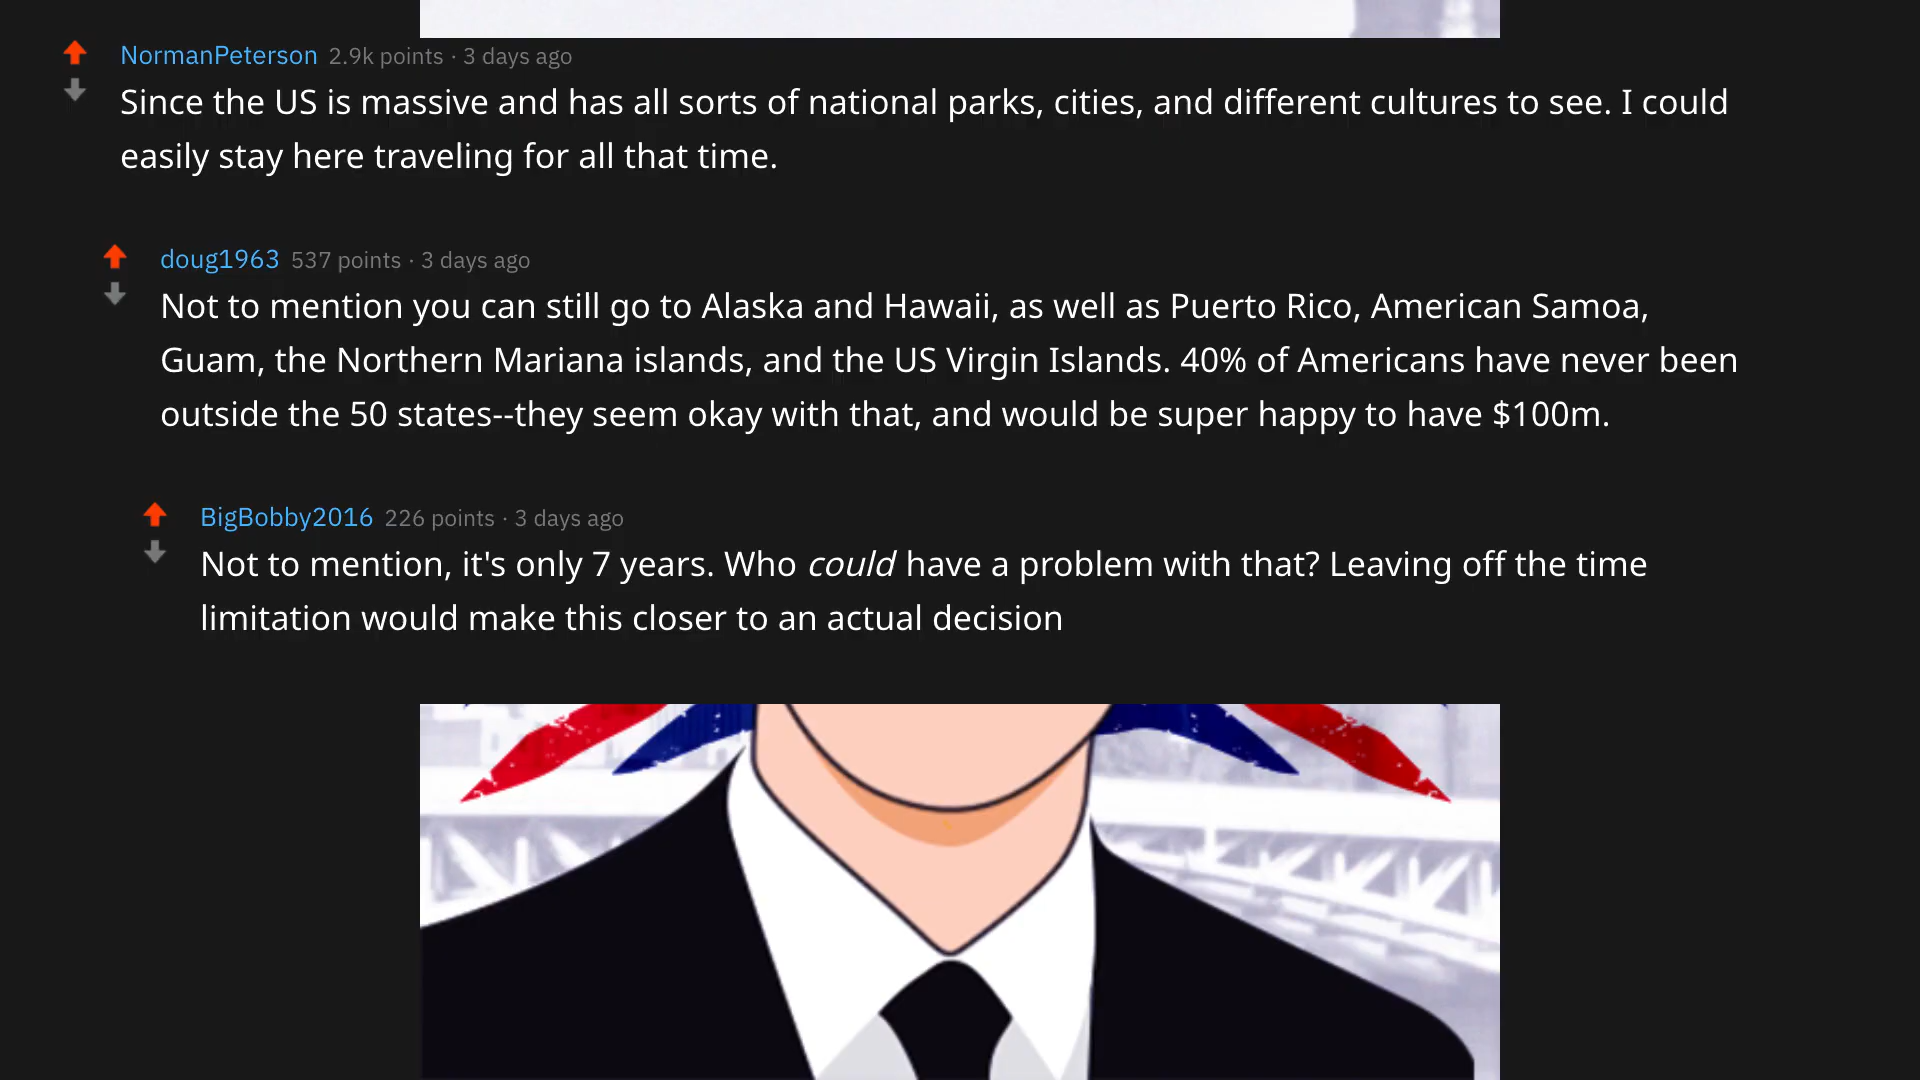 NormanPeterson 2.9k points · 3 days ago
Since the US is massive and has all sorts of national parks, cities, and different cultures to see. I could
easily stay here traveling for all that time.
doug1963 537 points · 3 days ago
Not to mention you can still go to Alaska and Hawaii, as well as Puerto Rico, American Samoa,
Guam, the Northern Mariana islands, and the US Virgin Islands. 40% of Americans have never been
outside the 50 states--they seem okay with that, and would be super happy to have $100m.
BigBobby2016 226 points · 3 days ago
Not to mention, it's only 7 years. Who could have a problem with that? Leaving off the time
limitation would make this closer to an actual decision